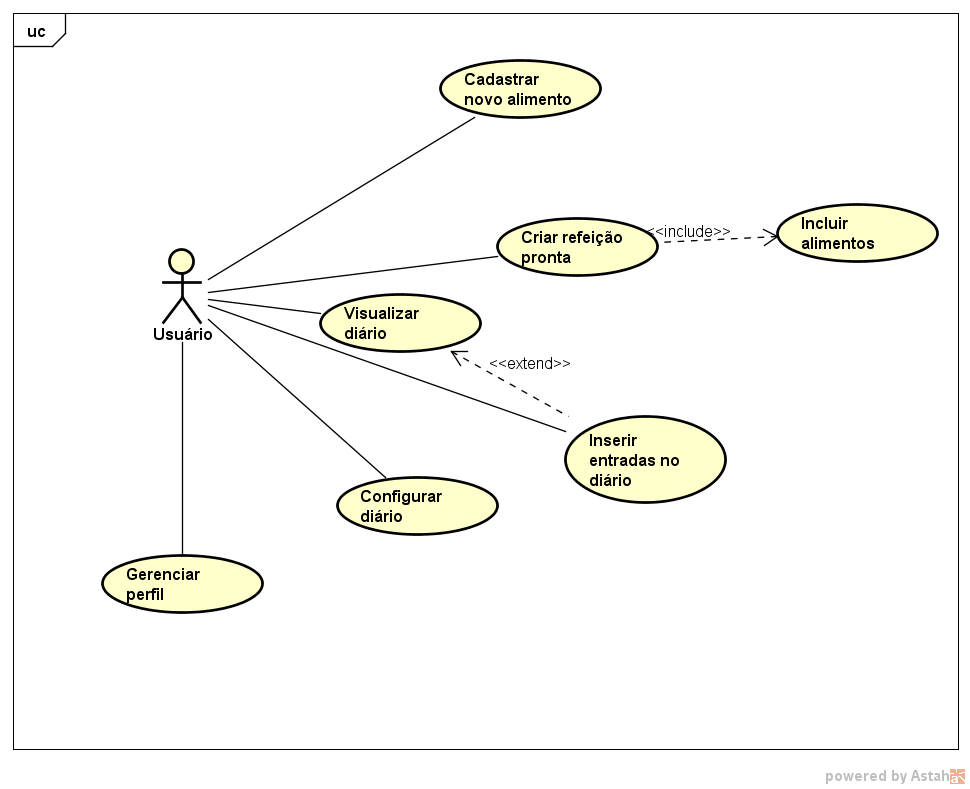 uc
Cadastrar
novo alimento
Criar refeição
pronta
<<include>>
Incluir
alimentos
Usuário
Visualizar
diário
<<extend>>
Inserir
entradas no
diário
Configurar
diário
Gerenciar
perfil
powered by Astah